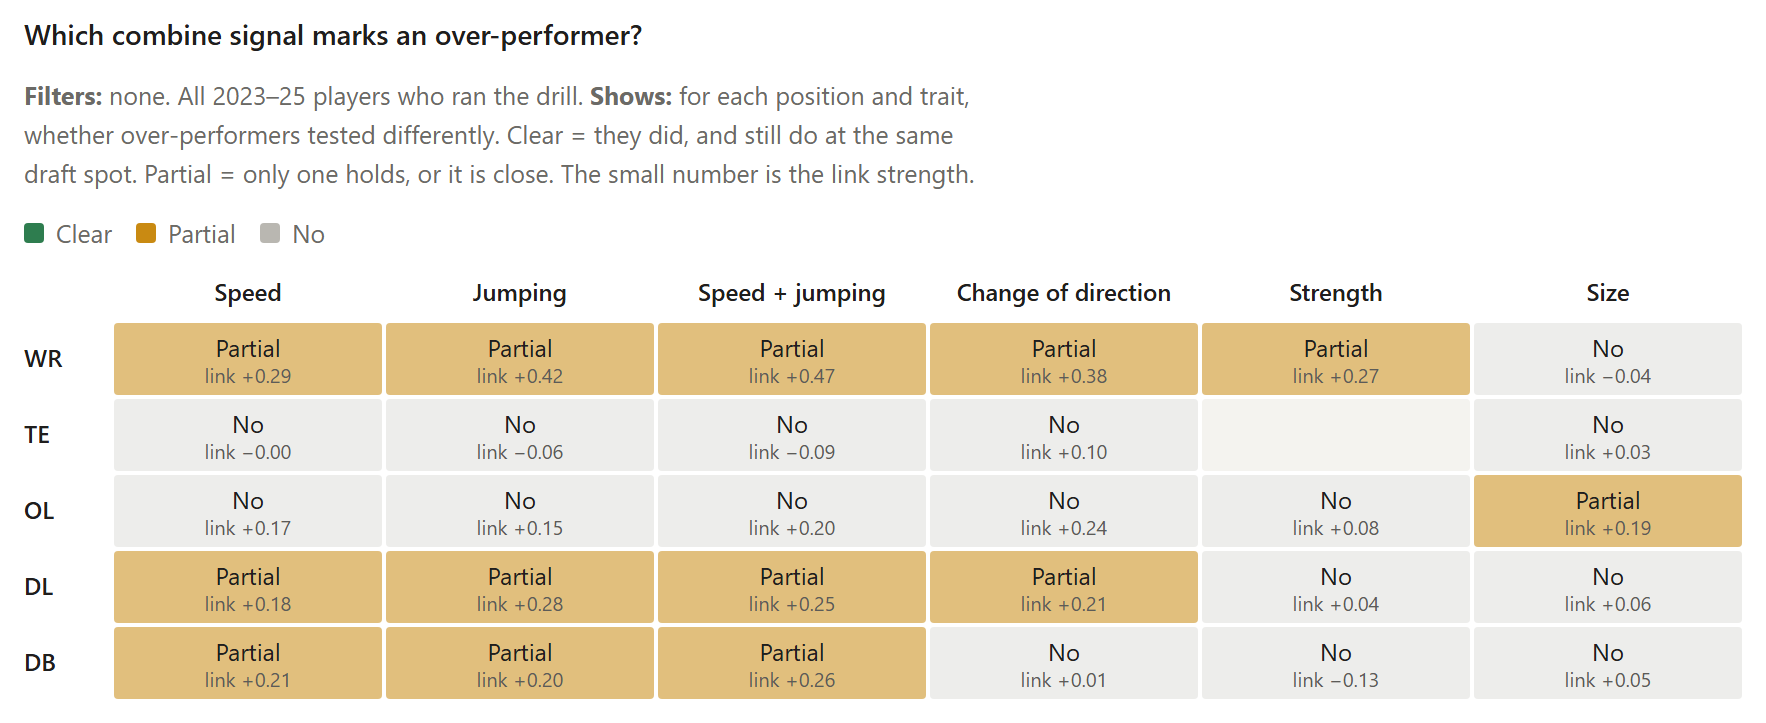 Which combine signal marks an over-performer?
Filters: none. All 2023–25 players who ran the drill. Shows: for each position and trait,
whether over-performers tested differently. Clear = they did, and still do at the same
draft spot. Partial = only one holds, or it is close. The small number is the link strength.
Clear Partial No
Speed Jumping Speed + jumping Change of direction Strength Size
WR Partial Partial Partial Partial Partial No
link +0.29 link +0.42 link +0.47 link +0.38 link +0.27 link −0.04
TE No No No No No
link −0.00 link −0.06 link −0.09 link +0.10 link +0.03
OL No No No No No Partial
link +0.17 link +0.15 link +0.20 link +0.24 link +0.08 link +0.19
DL Partial Partial Partial Partial No No
link +0.18 link +0.28 link +0.25 link +0.21 link +0.04 link +0.06
DB Partial Partial Partial No No No
link +0.21 link +0.20 link +0.26 link +0.01 link −0.13 link +0.05